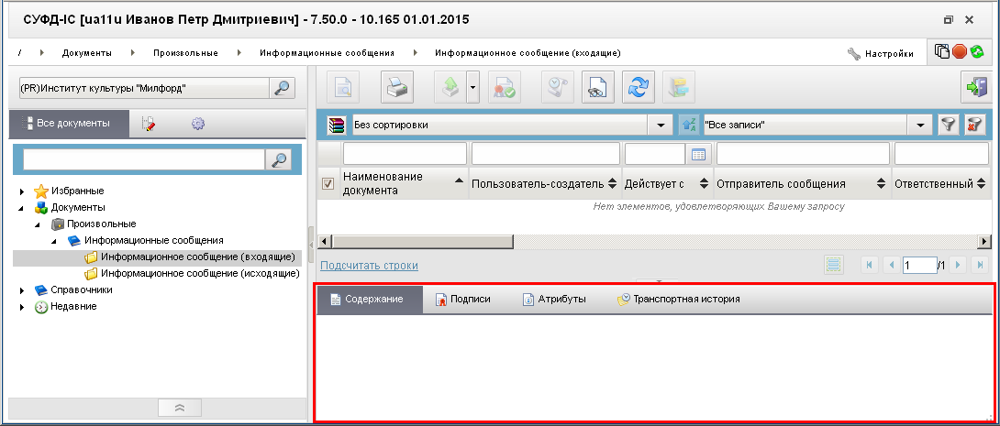 СУФД-IC [ua11u Иванов Петр Дмитриевич] - 7.50.0 - 10.165 01.01.2015
/ Документы Произвольные Информационные сообщения Информационное сообщение (входящие) Настройки
(PR)Институт культуры "Милфорд"
Все документы
Избранные
Документы
Произвольные
Информационные сообщения
Информационное сообщение (входящие)
Информационное сообщение (исходящие)
Справочники
Недавние
Без сортировки "Все записи"
Наименование документа Пользователь-создатель Действует с Отправитель сообщения Ответственный
Нет элементов, удовлетворяющих Вашему запросу
Подсчитать строки 1 /1
Содержание Подписи Атрибуты Транспортная история